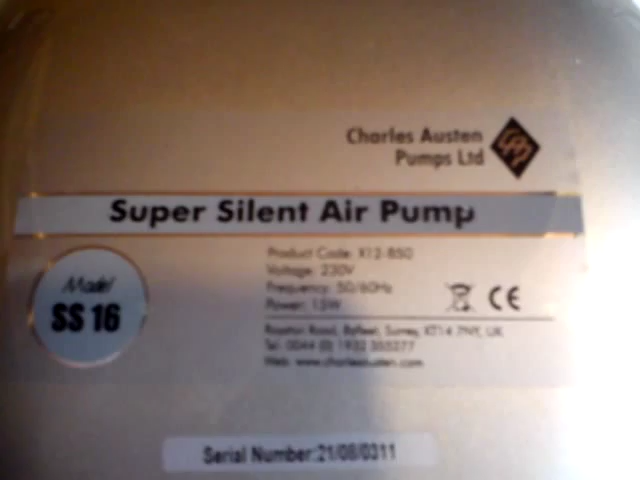 Charles Austen
Pumps Ltd
Super Silent Air Pump
Product Code: X12-850
Voltage: 230V
Frequency: 50/60Hz
Power: 15W
Model
SS 16
CE
Road, Byfleet, Surrey, KT14 7NY, UK
Tel: 0044 (0) 1932 355277
Web: www.charlesausten.com
Serial Number:21/08/0311